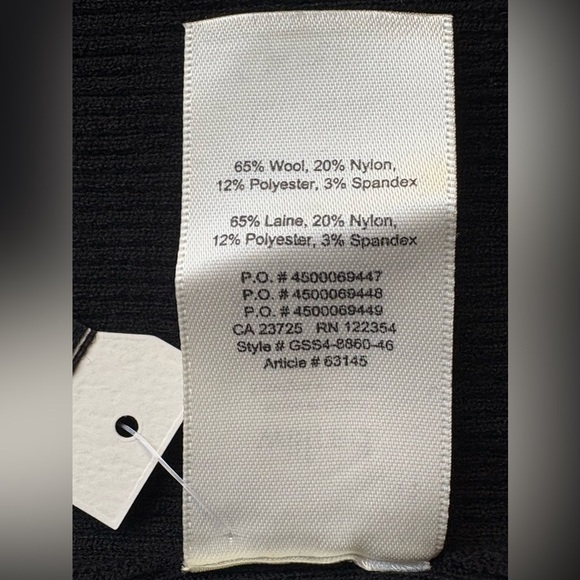 65% Wool, 20% Nylon,
12% Polyester, 3% Spandex
65% Laine, 20% Nylon,
12% Polyester, 3% Spandex
P.O. # 4500069447
P.O. # 4500069448
P.O. # 4500069449
CA 23725 RN 122354
Style # GSS4-8860-46
Article # 63145